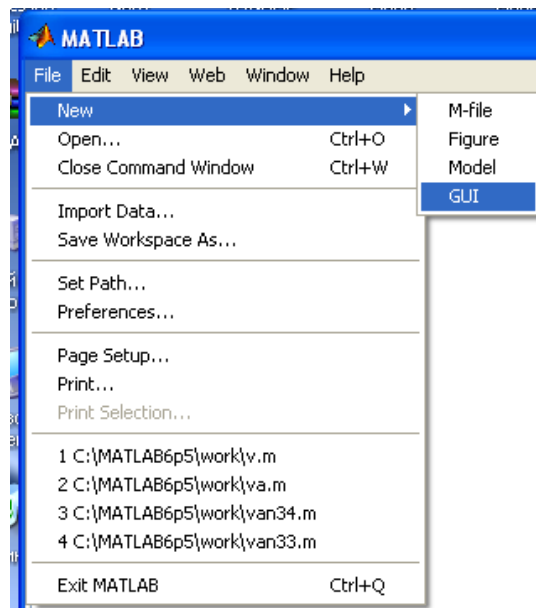 MATLAB
File Edit View Web Window Help
New
Open... Ctrl+O
Close Command Window Ctrl+W
Import Data...
Save Workspace As...
Set Path...
Preferences...
Page Setup...
Print...
Print Selection...
1 C:\MATLAB6p5\work\v.m
2 C:\MATLAB6p5\work\va.m
3 C:\MATLAB6p5\work\van34.m
4 C:\MATLAB6p5\work\van33.m
Exit MATLAB Ctrl+Q
M-file
Figure
Model
GUI